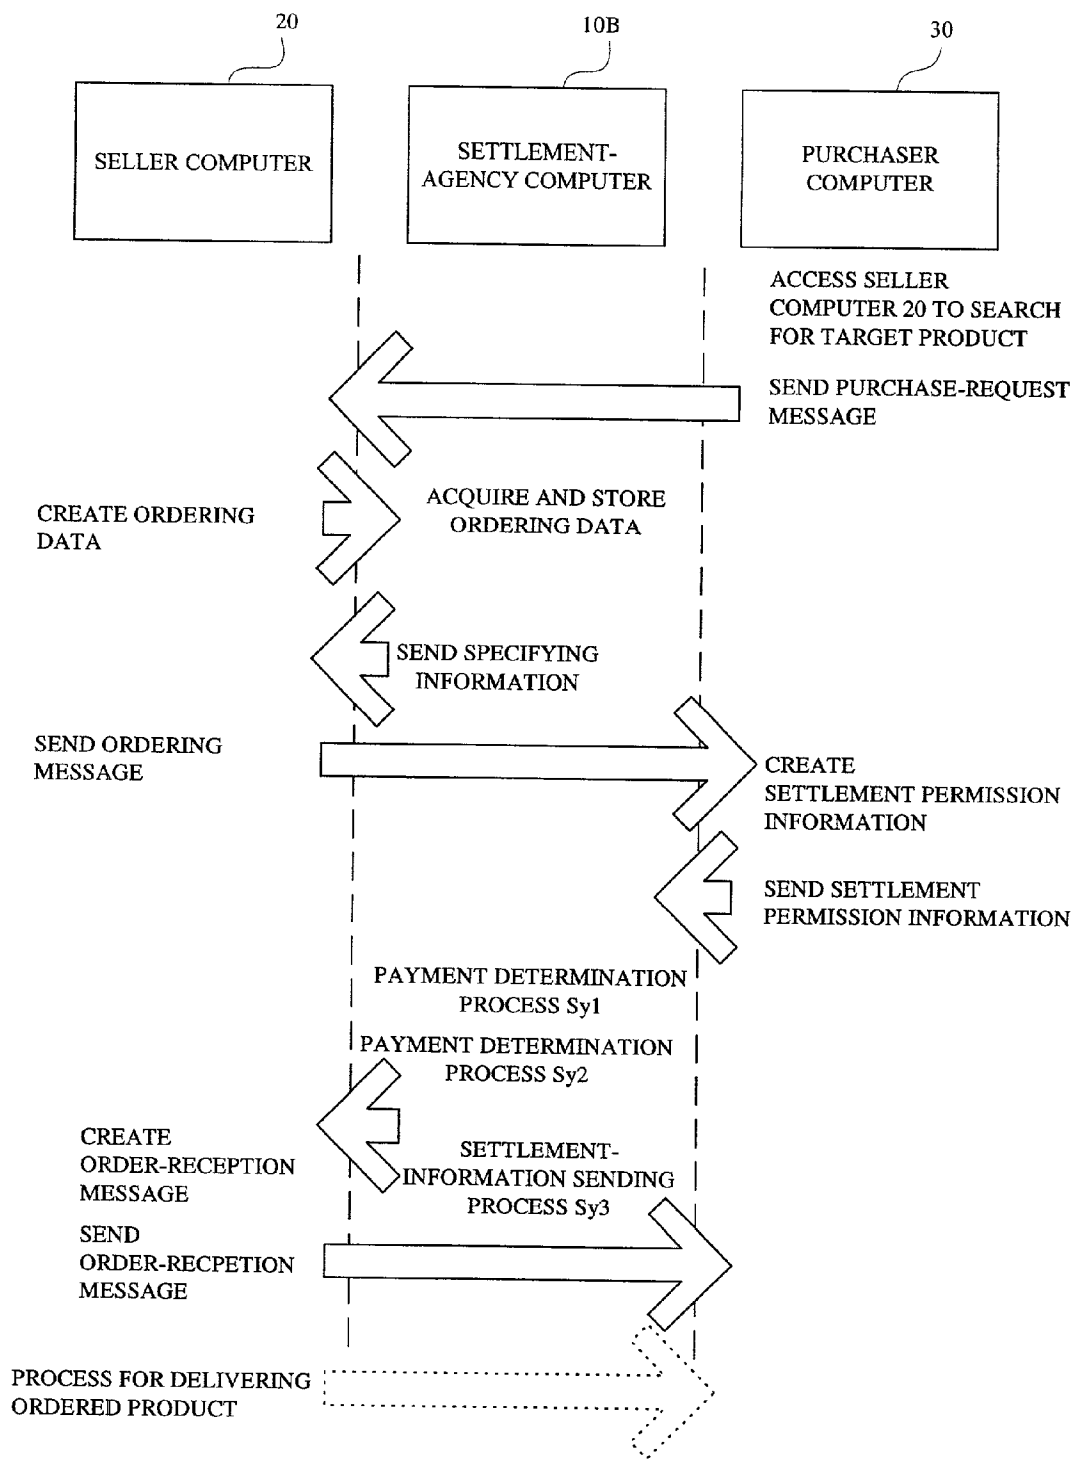 20
10B
30
SELLER COMPUTER
SETTLEMENT-
AGENCY COMPUTER
PURCHASER
COMPUTER
ACCESS SELLER
COMPUTER 20 TO SEARCH
FOR TARGET PRODUCT
SEND PURCHASE-REQUEST
MESSAGE
CREATE ORDERING
DATA
ACQUIRE AND STORE
ORDERING DATA
SEND SPECIFYING
INFORMATION
SEND ORDERING
MESSAGE
CREATE
SETTLEMENT PERMISSION
INFORMATION
SEND SETTLEMENT
PERMISSION INFORMATION
PAYMENT DETERMINATION
PROCESS Sy1
PAYMENT DETERMINATION
PROCESS Sy2
CREATE
ORDER-RECEPTION
MESSAGE
SETTLEMENT-
INFORMATION SENDING
PROCESS Sy3
SEND
ORDER-RECPETION
MESSAGE
PROCESS FOR DELIVERING
ORDERED PRODUCT